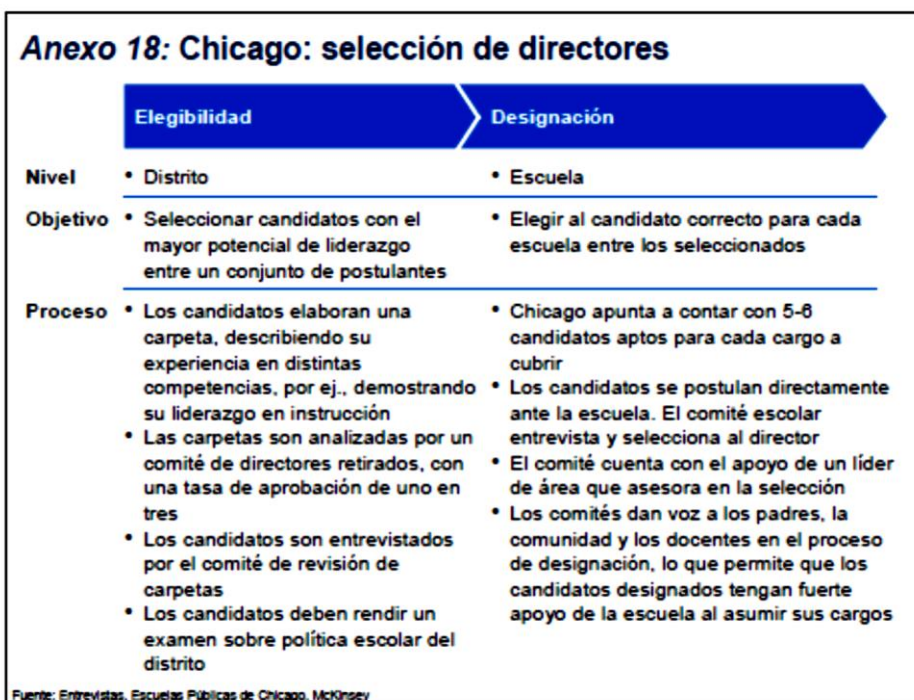 Anexo 18: Chicago: selección de directores
Elegibilidad
Designación
Nivel
• Distrito
• Escuela
Objetivo
• Seleccionar candidatos con el
mayor potencial de liderazgo
entre un conjunto de postulantes
• Elegir al candidato correcto para cada
escuela entre los seleccionados
Proceso
• Los candidatos elaboran una
carpeta, describiendo su
experiencia en distintas
competencias, por ej., demostrando
su liderazgo en instrucción
• Las carpetas son analizadas por un
comité de directores retirados, con
una tasa de aprobación de uno en
tres
• Los candidatos son entrevistados
por el comité de revisión de
carpetas
• Los candidatos deben rendir un
examen sobre política escolar del
distrito
• Chicago apunta a contar con 5-6
candidatos aptos para cada cargo a
cubrir
• Los candidatos se postulan directamente
ante la escuela. El comité escolar
entrevista y selecciona al director
• El comité cuenta con el apoyo de un líder
de área que asesora en la selección
• Los comités dan voz a los padres, la
comunidad y los docentes en el proceso
de designación, lo que permite que los
candidatos designados tengan fuerte
apoyo de la escuela al asumir sus cargos
Fuente: Entrevistas, Escuelas Públicas de Chicago, McKinsey